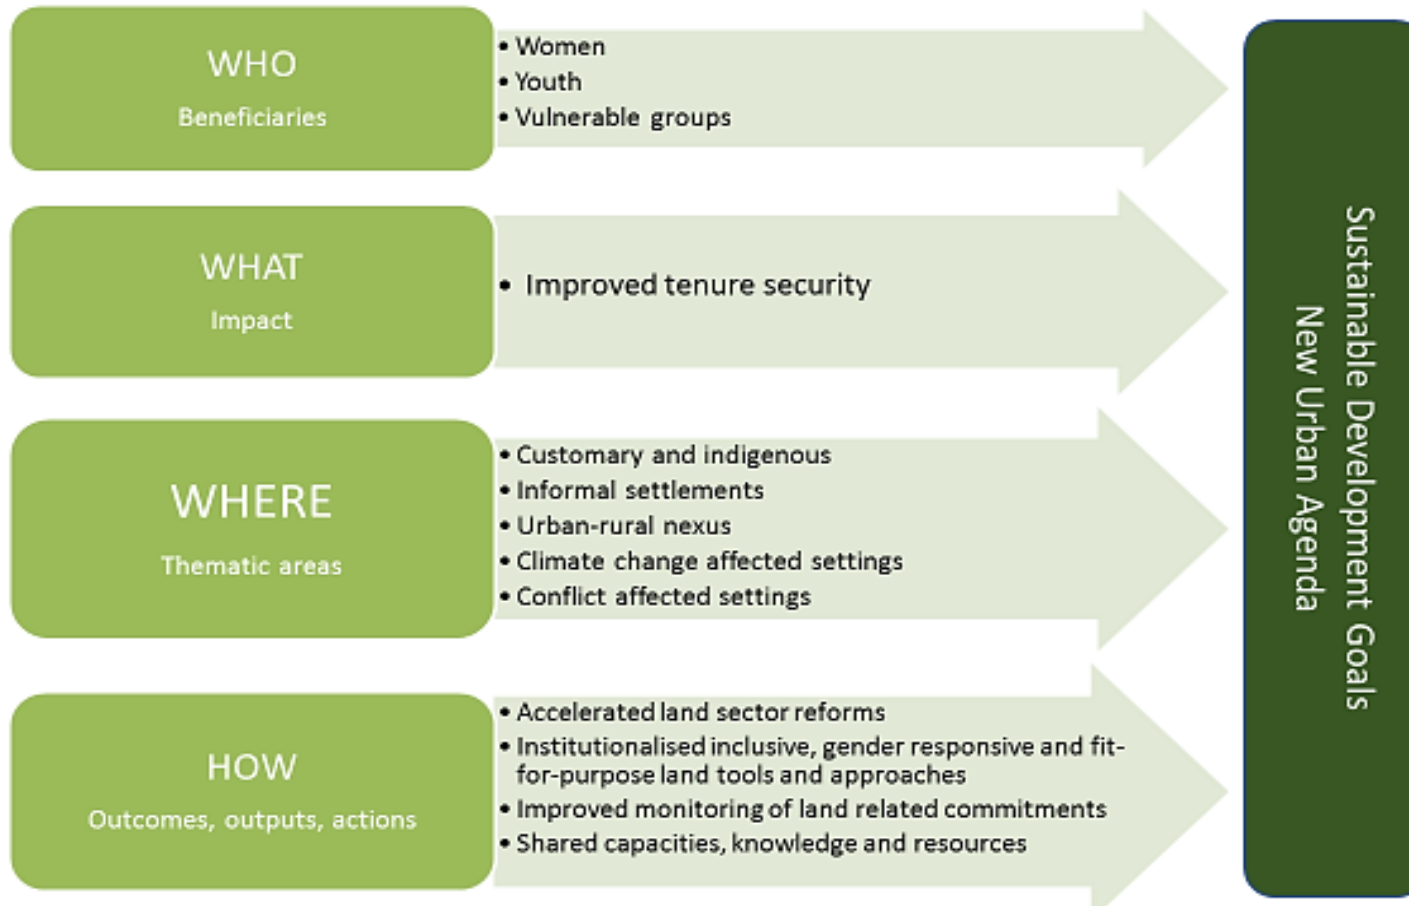 WHO
Beneficiaries
• Women
• Youth
• Vulnerable groups
WHAT
Impact
• Improved tenure security
WHERE
Thematic areas
• Customary and indigenous
• Informal settlements
• Urban-rural nexus
• Climate change affected settings
• Conflict affected settings
HOW
Outcomes, outputs, actions
• Accelerated land sector reforms
• Institutionalised inclusive, gender responsive and fit-
for-purpose land tools and approaches
• Improved monitoring of land related commitments
• Shared capacities, knowledge and resources
Sustainable Development Goals
New Urban Agenda